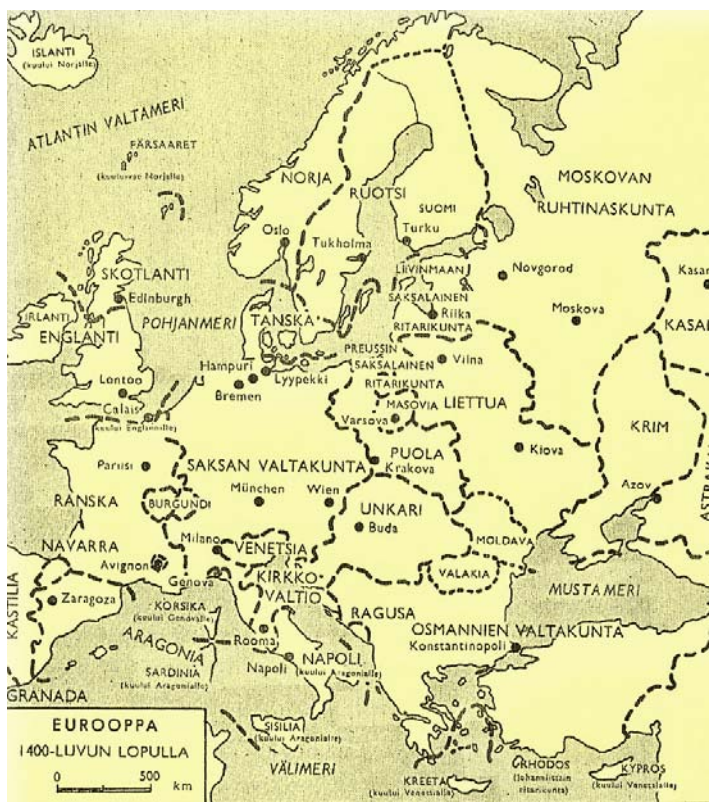 ISLANTI
(kuului Norjalle)
ATLANTIN VALTAMERI
FÄRSAARET
(kuuluivat Norjalle)
NORJA
RUOTSI
SUOMI
MOSKOVAN
RUHTINASKUNTA
Oslo
Tukholma
Turku
Novgorod
Kasan
KASAN
Moskova
LIIVINMAAN
SAKSALAINEN
Riika
RITARIKUNTA
SKOTLANTI
Edinburgh
IRLANTI
ENGLANTI
POHJANMERI
TANSKA
PREUSSIN
SAKSALAINEN
RITARIKUNTA
Vilna
Hampuri
Lyypekki
Bremen
MASOVIA
Varsova
LIETTUA
Lontoo
Calais
(kuului Englannille)
KRIM
Kiova
PUOLA
Krakova
Pariisi
SAKSAN VALTAKUNTA
Azov
ASTRAK
RANSKA
BURGUNDI
München
Wien
UNKARI
Buda
MOLDAVA
NAVARRA
Milano
VENETSIA
Avignon
Genova
KIRKKO-
VALTIO
VALAKIA
MUSTAMERI
KASTILIA
Zaragoza
KORSIKA
(kuului Genovalle)
RAGUSA
ARAGONIA
Rooma
OSMANNIEN VALTAKUNTA
Konstantinopoli
SARDINIA
(kuului Aragonialle)
Napoli
NAPOLI
(kuului Aragonialle)
GRANADA
EUROOPPA
1400-LUVUN LOPULLA
0 500
km
SISILIA
(kuului Aragonialle)
VÄLIMERI
KREETA
(kuului Venetsialle)
RHODOS
(Johanniittain
ritarikunta)
KYPROS
(kuului Venetsialle)